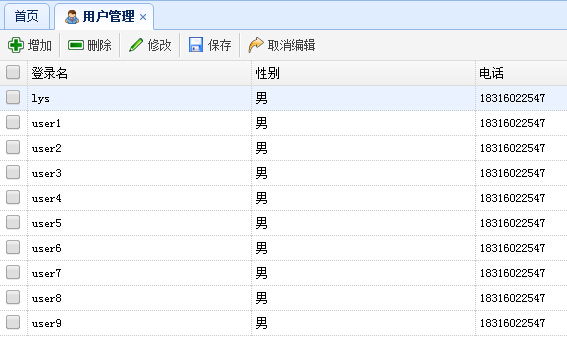 首页 用户管理 ×
增加 删除 修改 保存 取消编辑
登录名 性别 电话
lys 男 18316022547
user1 男 18316022547
user2 男 18316022547
user3 男 18316022547
user4 男 18316022547
user5 男 18316022547
user6 男 18316022547
user7 男 18316022547
user8 男 18316022547
user9 男 18316022547